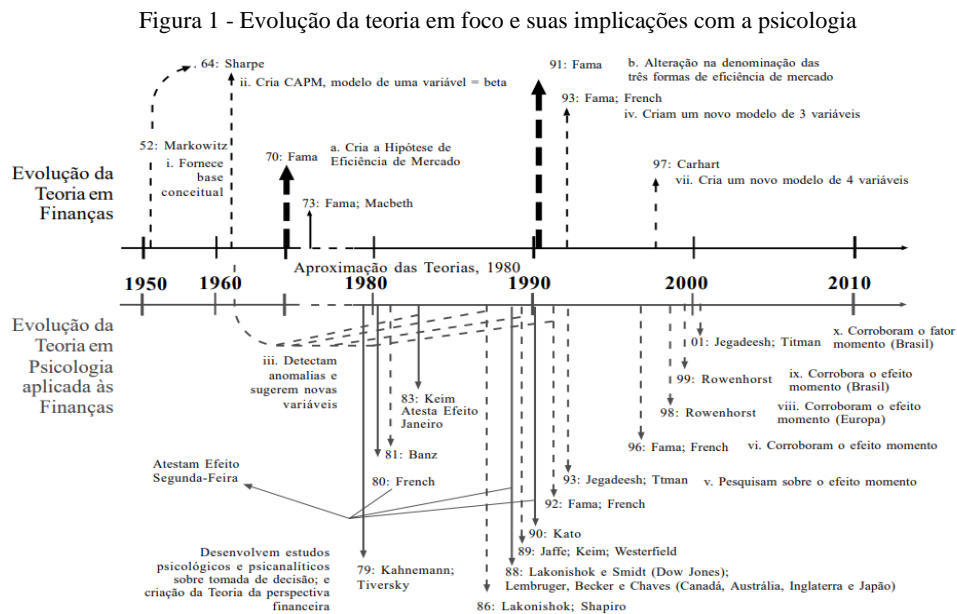 Figura 1 - Evolução da teoria em foco e suas implicações com a psicologia
64: Sharpe
ii. Cria CAPM, modelo de uma variável = beta
91: Fama
b. Alteração na denominação das
três formas de eficiência de mercado
93: Fama; French
iv. Criam um novo modelo de 3 variáveis
52: Markowitz
i. Fornece
base
conceitual
70: Fama
a. Cria a Hipótese de
Eficiência de Mercado
97: Carhart
vii. Cria um novo modelo de 4 variáveis
Evolução da
Teoria em
Finanças
73: Fama; Macbeth
Aproximação das Teorias, 1980
1950
1960
1980
1990
2000
2010
Evolução da
Teoria em
Psicologia
aplicada às
Finanças
iii. Detectam
anomalias e
sugerem novas
variáveis
01: Jegadeesh; Titman
x. Corroboram o fator
momento (Brasil)
99: Rowenhorst
ix. Corrobora o efeito
momento (Brasil)
83: Keim
Atesta Efeito
Janeiro
98: Rowenhorst
viii. Corroboram o efeito
momento (Europa)
96: Fama; French
vi. Corroboram o efeito momento
81: Banz
Atestam Efeito
Segunda-Feira
80: French
93: Jegadeesh; Ttman
v. Pesquisam sobre o efeito momento
92: Fama; French
90: Kato
89: Jaffe; Keim; Westerfield
Desenvolvem estudos
psicológicos e psicanalíticos
sobre tomada de decisão; e
criação da Teoria da perspectiva
financeira
79: Kahnemann;
Tiversky
88: Lakonishok e Smidt (Dow Jones);
Lembruger, Becker e Chaves (Canadá, Austrália, Inglaterra e Japão)
86: Lakonishok; Shapiro